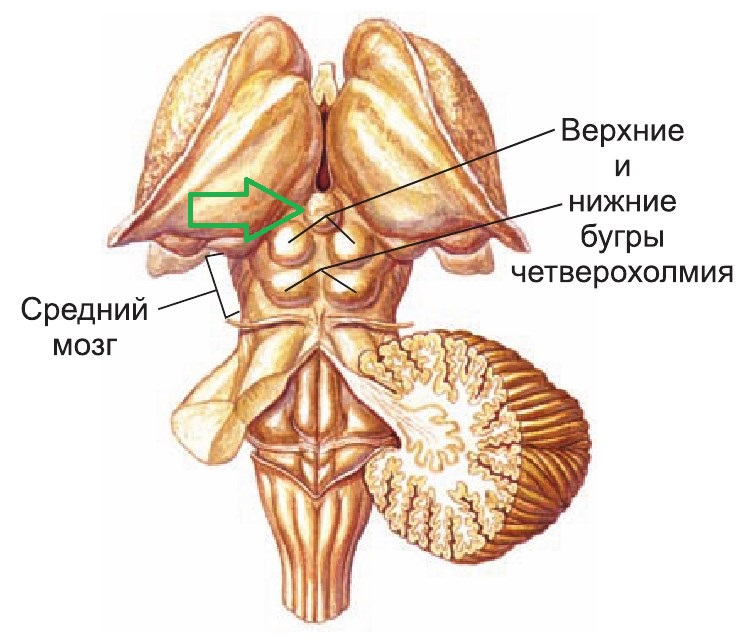 Верхние
и
нижние
бугры
четверохолмия
Средний
мозг